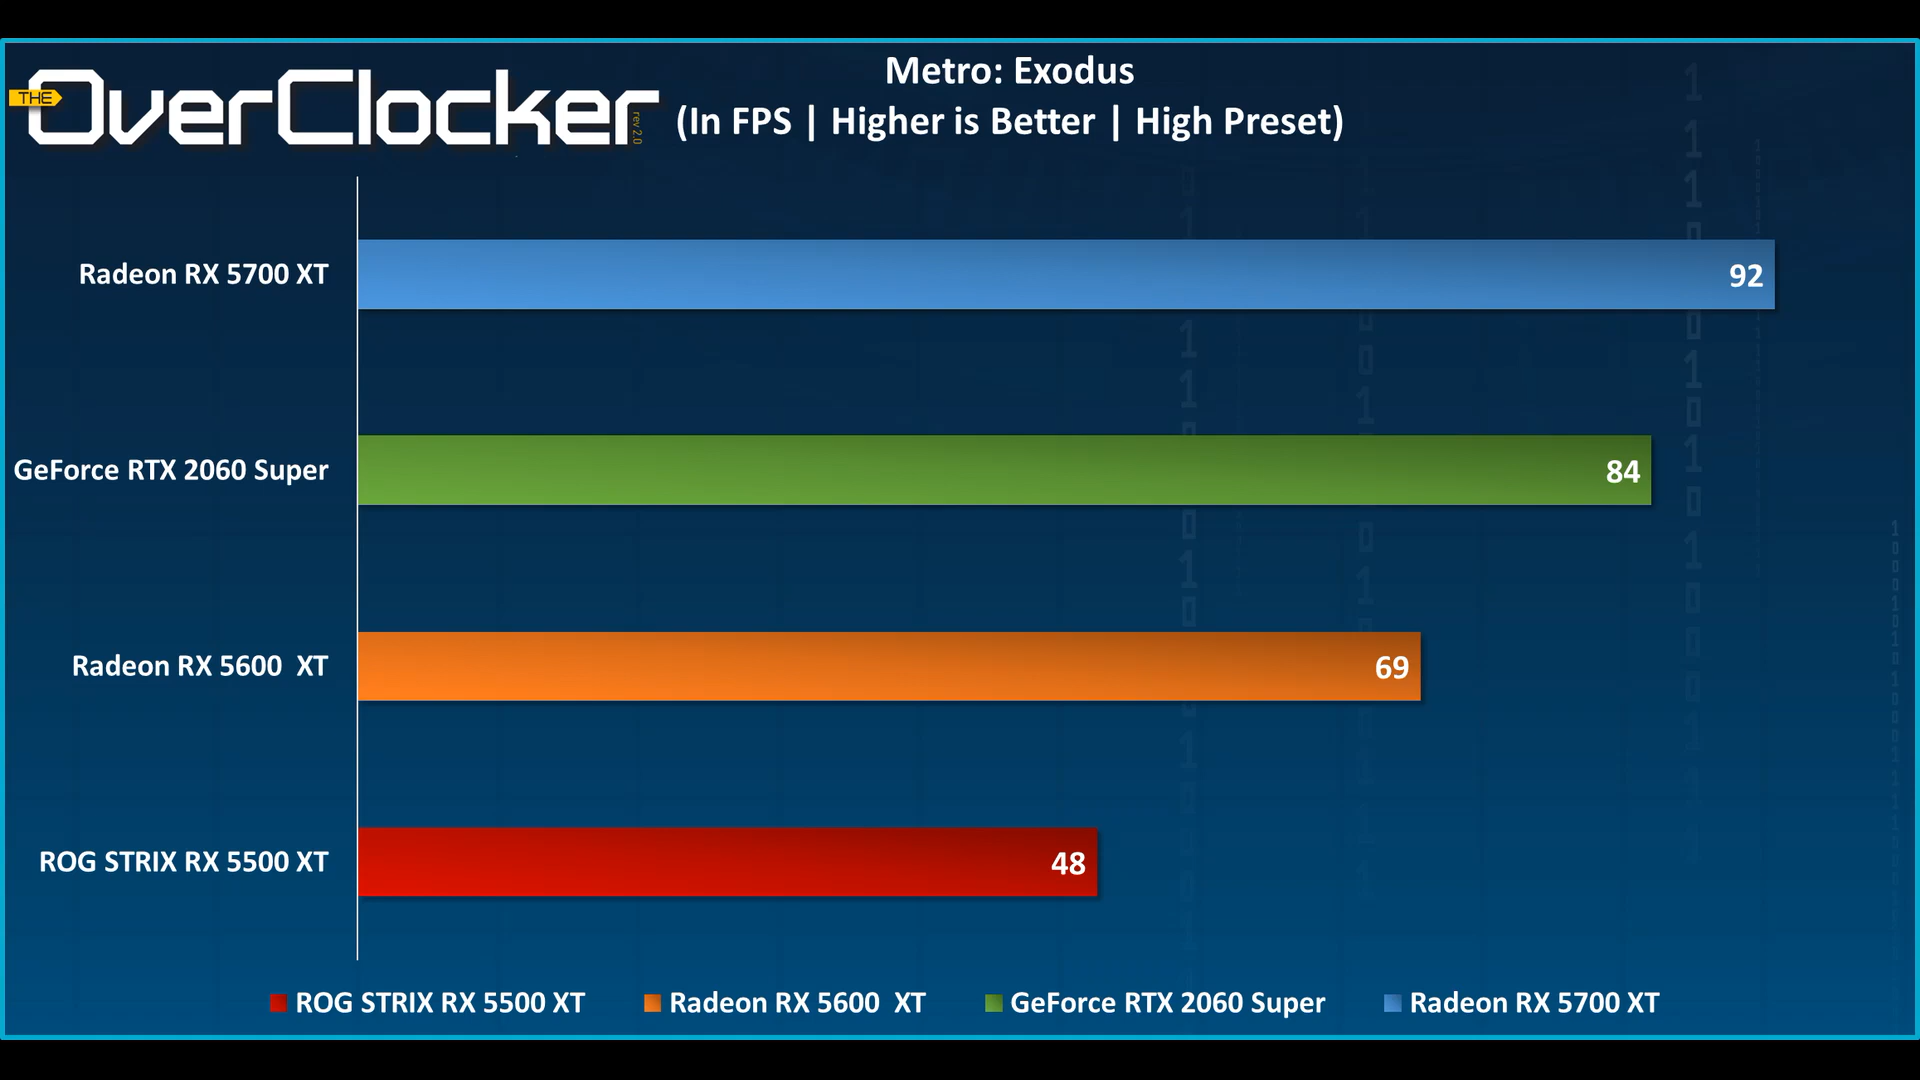 THE OverClocker rev 2.0
Metro: Exodus
(In FPS | Higher is Better | High Preset)
Radeon RX 5700 XT
92
GeForce RTX 2060 Super
84
Radeon RX 5600  XT
69
ROG STRIX RX 5500 XT
48
ROG STRIX RX 5500 XT
Radeon RX 5600  XT
GeForce RTX 2060 Super
Radeon RX 5700 XT